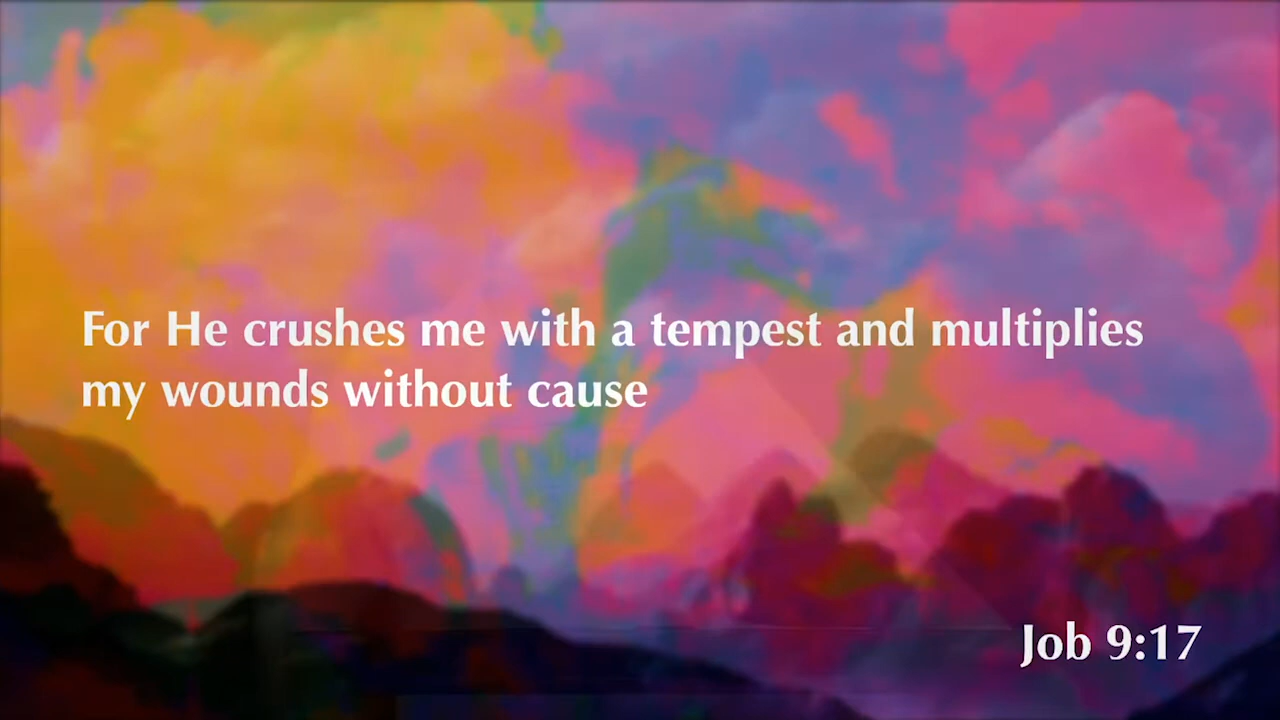 For He crushes me with a tempest and multiplies
my wounds without cause
Job 9:17